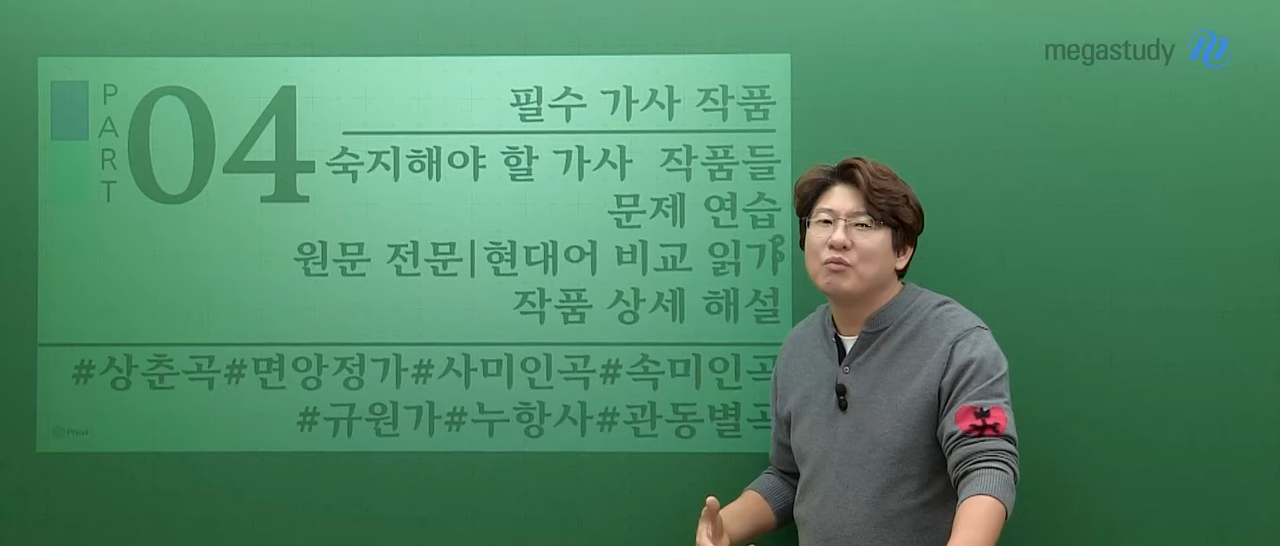 megastudy
PART
04
필수 가사 작품
숙지해야 할 가사 작품들
문제 연습
원문 전문|현대어 비교 읽기
작품 상세 해설
#상춘곡#면앙정가#사미인곡#속미인곡
#규원가#누항사#관동별곡